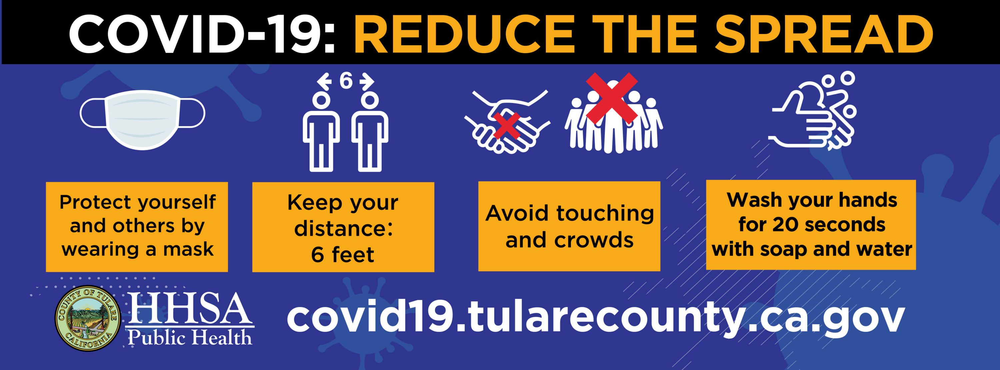 COVID-19: REDUCE THE SPREAD
6
Protect yourself
and others by
wearing a mask
Keep your
distance:
6 feet
Avoid touching
and crowds
Wash your hands
for 20 seconds
with soap and water
COUNTY OF TULARE
CALIFORNIA
HHSA
Public Health
covid19.tularecounty.ca.gov